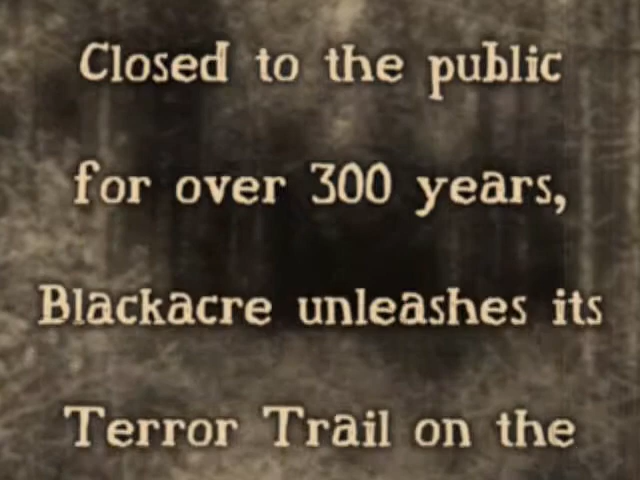 Closed to the public
for over 300 years,
Blackacre unleashes its
Terror Trail on the